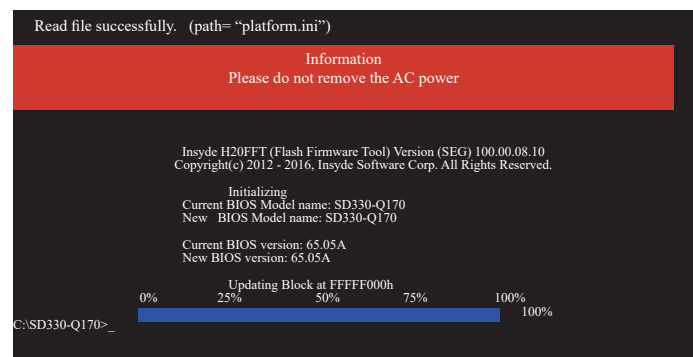 Read file successfully. (path= “platform.ini”)
Information
Please do not remove the AC power
Insyde H20FFT (Flash Firmware Tool) Version (SEG) 100.00.08.10
Copyright(c) 2012 - 2016, Insyde Software Corp. All Rights Reserved.
Initializing
Current BIOS Model name: SD330-Q170
New BIOS Model name: SD330-Q170
Current BIOS version: 65.05A
New BIOS version: 65.05A
Updating Block at FFFFF000h
0% 25% 50% 75% 100%
100%
C:\SD330-Q170>_